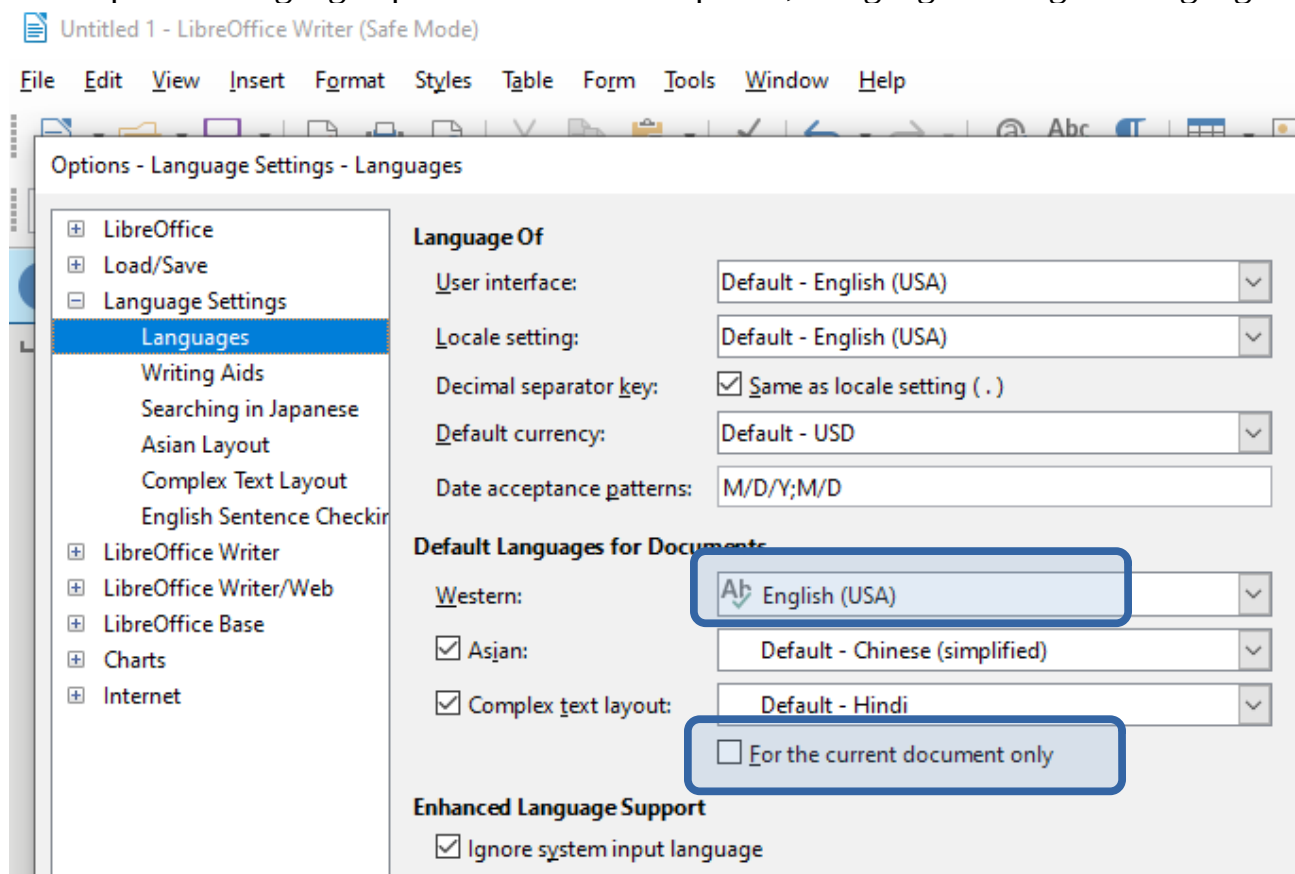 Untitled 1 - LibreOffice Writer (Safe Mode)
File Edit View Insert Format Styles Table Form Tools Window Help
Abc
Options - Language Settings - Languages
LibreOffice
Load/Save
Language Settings
Languages
Writing Aids
Searching in Japanese
Asian Layout
Complex Text Layout
English Sentence Checkin
LibreOffice Writer
LibreOffice Writer/Web
LibreOffice Base
Charts
Internet
Language Of
User interface: Default - English (USA)
Locale setting: Default - English (USA)
Decimal separator key: Same as locale setting ( . )
Default currency: Default - USD
Date acceptance patterns: M/D/Y;M/D
Default Languages for Documents
Western: English (USA)
Asian: Default - Chinese (simplified)
Complex text layout: Default - Hindi
For the current document only
Enhanced Language Support
Ignore system input language